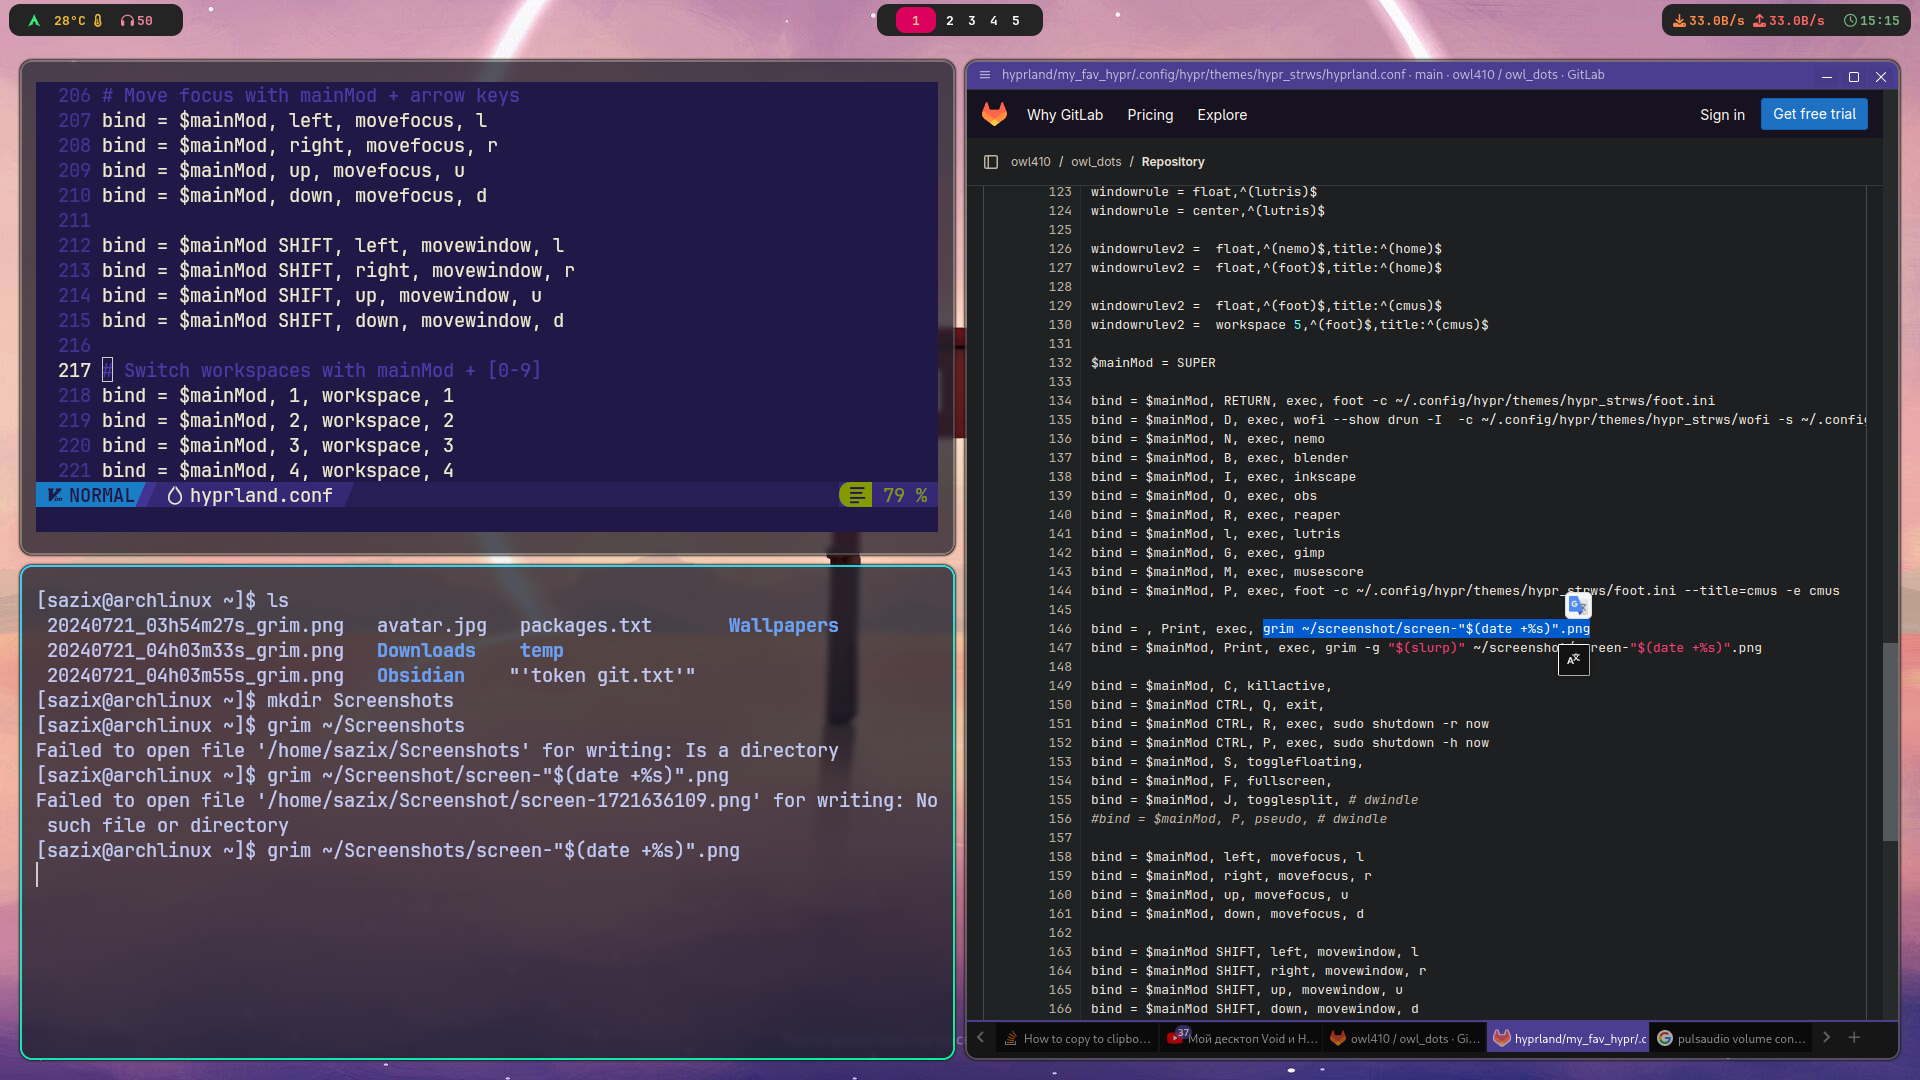 28°C 50
1 2 3 4 5
33.0B/s 33.0B/s 15:15
206 # Move focus with mainMod + arrow keys
207 bind = $mainMod, left, movefocus, l
208 bind = $mainMod, right, movefocus, r
209 bind = $mainMod, up, movefocus, u
210 bind = $mainMod, down, movefocus, d
211
212 bind = $mainMod SHIFT, left, movewindow, l
213 bind = $mainMod SHIFT, right, movewindow, r
214 bind = $mainMod SHIFT, up, movewindow, u
215 bind = $mainMod SHIFT, down, movewindow, d
216
217 # Switch workspaces with mainMod + [0-9]
218 bind = $mainMod, 1, workspace, 1
219 bind = $mainMod, 2, workspace, 2
220 bind = $mainMod, 3, workspace, 3
221 bind = $mainMod, 4, workspace, 4
NORMAL hyprland.conf 79 %
[sazix@archlinux ~]$ ls
20240721_03h54m27s_grim.png avatar.jpg packages.txt Wallpapers
20240721_04h03m33s_grim.png Downloads temp
20240721_04h03m55s_grim.png Obsidian "'token git.txt'"
[sazix@archlinux ~]$ mkdir Screenshots
[sazix@archlinux ~]$ grim ~/Screenshots
Failed to open file '/home/sazix/Screenshots' for writing: Is a directory
[sazix@archlinux ~]$ grim ~/Screenshot/screen-"$(date +%s)".png
Failed to open file '/home/sazix/Screenshot/screen-1721636109.png' for writing: No
such file or directory
[sazix@archlinux ~]$ grim ~/Screenshots/screen-"$(date +%s)".png
hyprland/my_fav_hypr/.config/hypr/themes/hypr_strws/hyprland.conf · main · owl410 / owl_dots · GitLab
Why GitLab Pricing Explore Sign in Get free trial
owl410 / owl_dots / Repository
123 windowrule = float,^(lutris)$
124 windowrule = center,^(lutris)$
125
126 windowrulev2 =  float,^(nemo)$,title:^(home)$
127 windowrulev2 =  float,^(foot)$,title:^(home)$
128
129 windowrulev2 =  float,^(foot)$,title:^(cmus)$
130 windowrulev2 =  workspace 5,^(foot)$,title:^(cmus)$
131
132 $mainMod = SUPER
133
134 bind = $mainMod, RETURN, exec, foot -c ~/.config/hypr/themes/hypr_strws/foot.ini
135 bind = $mainMod, D, exec, wofi --show drun -I  -c ~/.config/hypr/themes/hypr_strws/wofi -s ~/.config
136 bind = $mainMod, N, exec, nemo
137 bind = $mainMod, B, exec, blender
138 bind = $mainMod, I, exec, inkscape
139 bind = $mainMod, O, exec, obs
140 bind = $mainMod, R, exec, reaper
141 bind = $mainMod, l, exec, lutris
142 bind = $mainMod, G, exec, gimp
143 bind = $mainMod, M, exec, musescore
144 bind = $mainMod, P, exec, foot -c ~/.config/hypr/themes/hypr_strws/foot.ini --title=cmus -e cmus
145
146 bind = , Print, exec, grim ~/screenshot/screen-"$(date +%s)".png
147 bind = $mainMod, Print, exec, grim -g "$(slurp)" ~/screenshot/screen-"$(date +%s)".png
148
149 bind = $mainMod, C, killactive,
150 bind = $mainMod CTRL, Q, exit,
151 bind = $mainMod CTRL, R, exec, sudo shutdown -r now
152 bind = $mainMod CTRL, P, exec, sudo shutdown -h now
153 bind = $mainMod, S, togglefloating,
154 bind = $mainMod, F, fullscreen,
155 bind = $mainMod, J, togglesplit, # dwindle
156 #bind = $mainMod, P, pseudo, # dwindle
157
158 bind = $mainMod, left, movefocus, l
159 bind = $mainMod, right, movefocus, r
160 bind = $mainMod, up, movefocus, u
161 bind = $mainMod, down, movefocus, d
162
163 bind = $mainMod SHIFT, left, movewindow, l
164 bind = $mainMod SHIFT, right, movewindow, r
165 bind = $mainMod SHIFT, up, movewindow, u
166 bind = $mainMod SHIFT, down, movewindow, d
How to copy to clipbo... 37 Мой десктоп Void и H... owl410 / owl_dots · Gi... hyprland/my_fav_hypr/.c pulsaudio volume con...